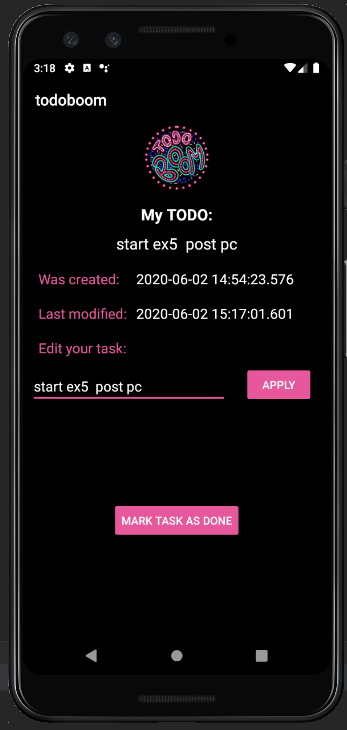 3:18
todoboom
TODO
BOOM
My TODO:
start ex5  post pc
Was created: 2020-06-02 14:54:23.576
Last modified: 2020-06-02 15:17:01.601
Edit your task:
start ex5  post pc APPLY
MARK TASK AS DONE